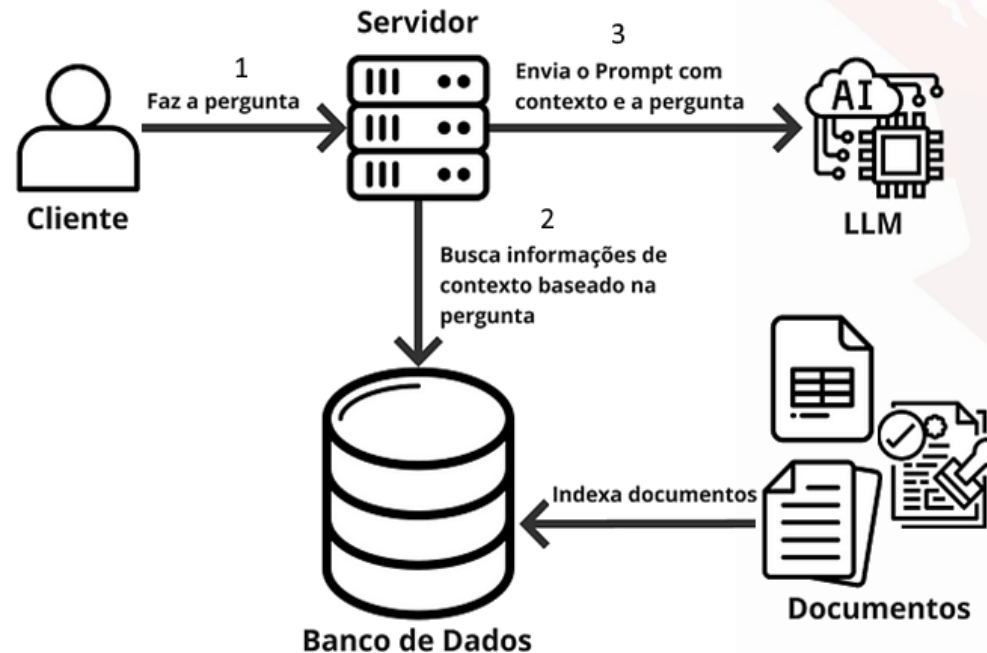 Servidor
1
Faz a pergunta
3
Envia o Prompt com
contexto e a pergunta
AI
Cliente
LLM
2
Busca informações de
contexto baseado na
pergunta
Indexa documentos
Documentos
Banco de Dados